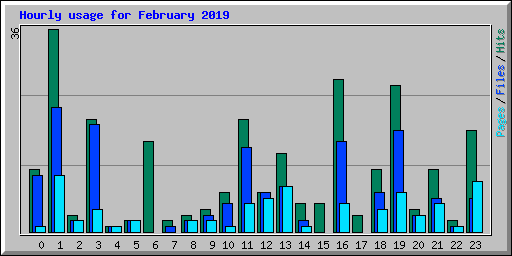 Hourly usage for February 2019
36
Pages / Files / Hits
0 1 2 3 4 5 6 7 8 9 10 11 12 13 14 15 16 17 18 19 20 21 22 23